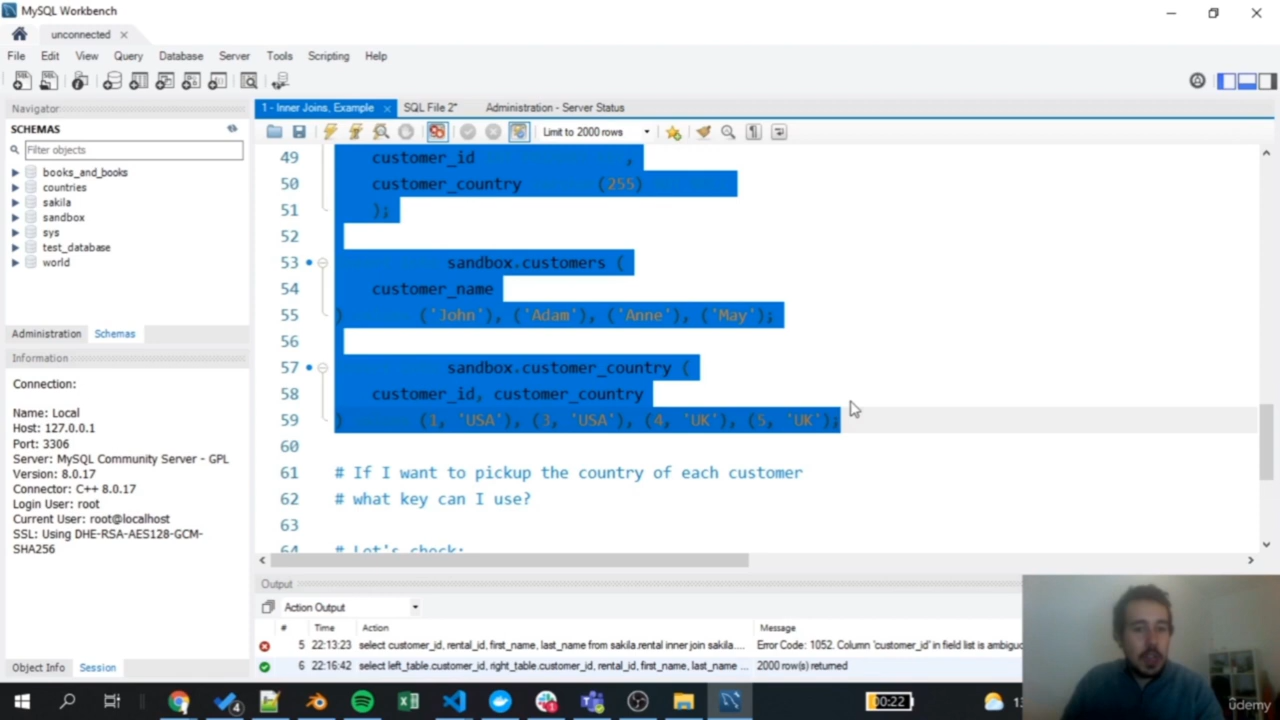 MySQL Workbench
unconnected
File Edit View Query Database Server Tools Scripting Help
Navigator
SCHEMAS
Filter objects
books_and_books
countries
sakila
sandbox
sys
test_database
world
Administration Schemas
Information
Connection:
Name: Local
Host: 127.0.0.1
Port: 3306
Server: MySQL Community Server - GPL
Version: 8.0.17
Connector: C++ 8.0.17
Login User: root
Current User: root@localhost
SSL: Using DHE-RSA-AES128-GCM-
SHA256
Object Info Session
1 - Inner Joins, Example SQL File 2* Administration - Server Status
Limit to 2000 rows
49 customer_id ,
50 customer_country (255)
51 );
52
53 sandbox.customers (
54 customer_name
55 ) ('John'), ('Adam'), ('Anne'), ('May');
56
57 sandbox.customer_country (
58 customer_id, customer_country
59 ) (1, 'USA'), (3, 'USA'), (4, 'UK'), (5, 'UK');
60
61 # If I want to pickup the country of each customer
62 # what key can I use?
63
64 # Let's check:
Output
Action Output
# Time Action Message
5 22:13:23 select customer_id, rental_id, first_name, last_name from sakila.rental inner join sakila.... Error Code: 1052. Column 'customer_id' in field list is ambiguo
6 22:16:42 select left_table.customer_id, right_table.customer_id, rental_id, first_name, last_name ... 2000 row(s) returned
4
00:22
udemy